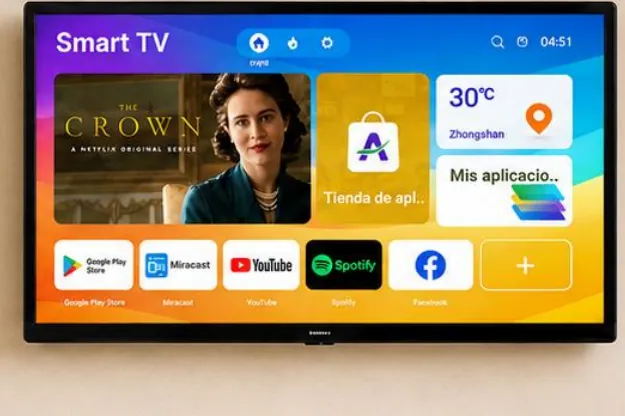 Smart TV
04:51
THE
CROWN
A NETFLIX ORIGINAL SERIES
Tienda de apl..
30°C
Zhongshan
Mis aplicacio..
Google Play
Store
Miracast
YouTube
Spotify
Google Play Store
Miracast
YouTube
Spotify
Facebook